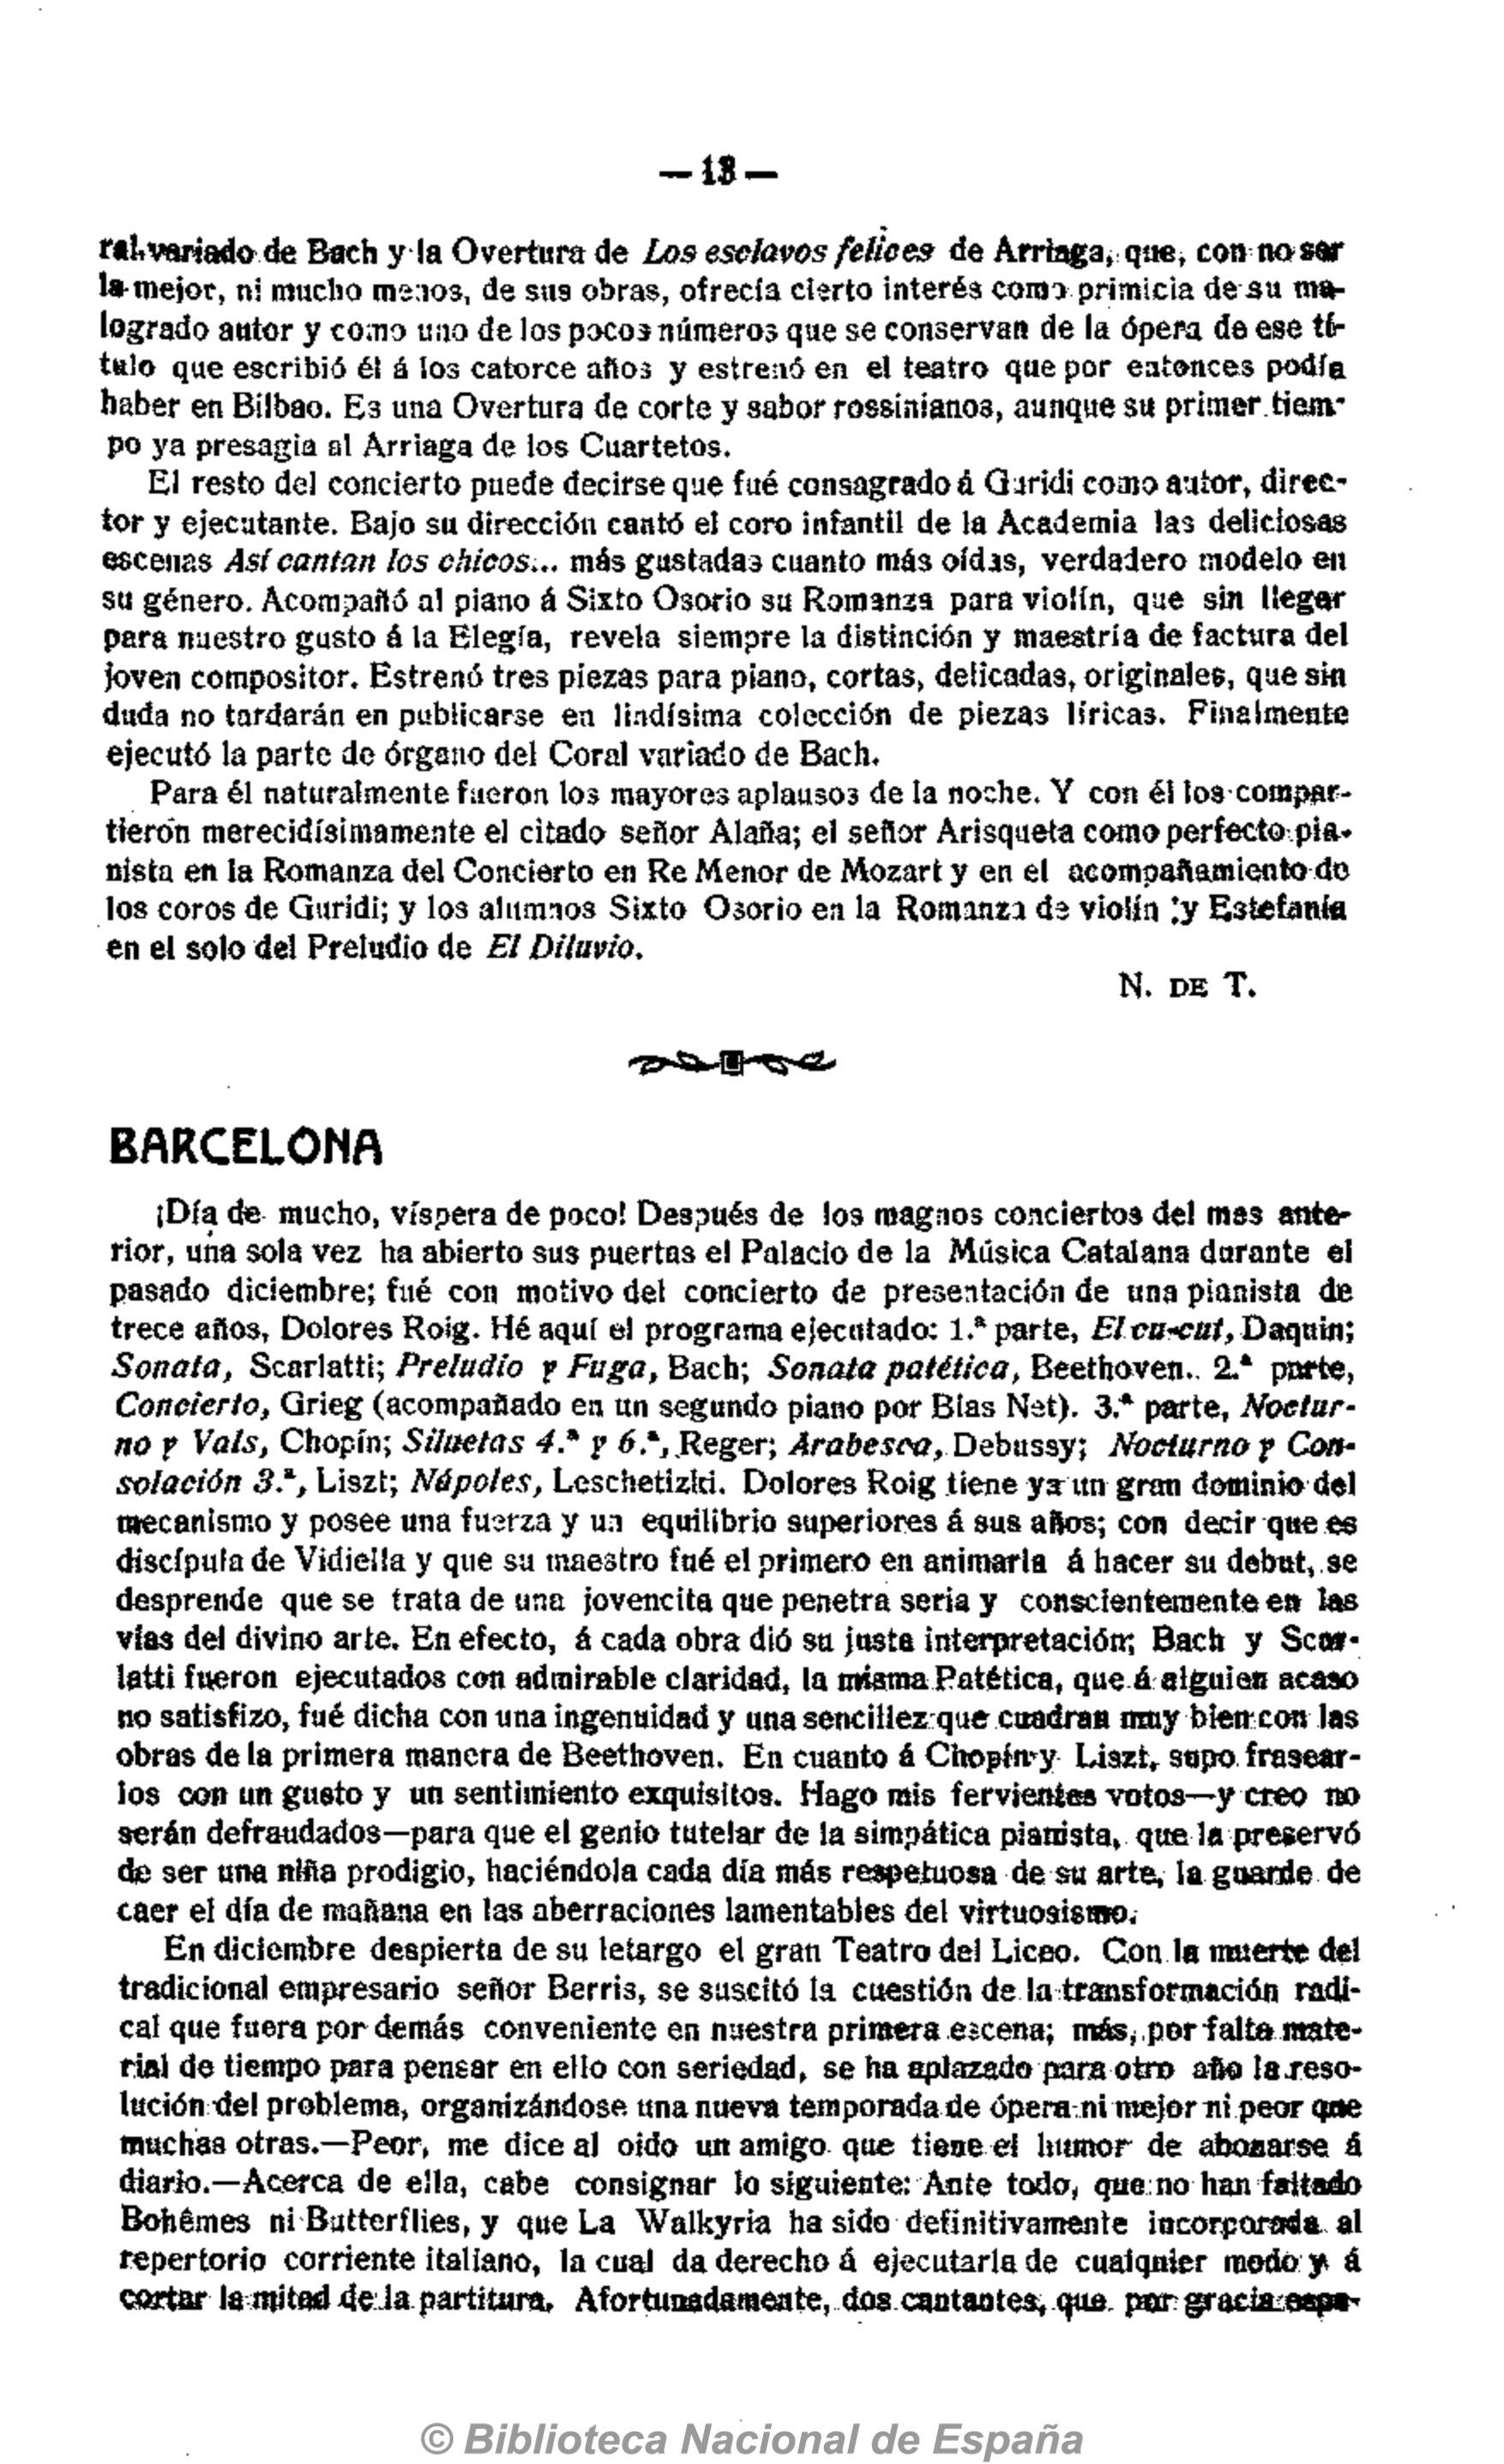 — 13 —
ral variado de Bach y la Overtura de Los esclavos felices de Arriaga, que, con no ser
la mejor, ni mucho menos, de sus obras, ofrecía cierto interés como primicia de su ma-
logrado autor y como uno de los pocos números que se conservan de la ópera de ese tí-
tulo que escribió él á los catorce años y estrenó en el teatro que por entonces podía
haber en Bilbao. Es una Overtura de corte y sabor rossinianos, aunque su primer tiem-
po ya presagia al Arriaga de los Cuartetos.
El resto del concierto puede decirse que fué consagrado á Guridi como autor, direc-
tor y ejecutante. Bajo su dirección cantó el coro infantil de la Academia las deliciosas
escenas Así cantan los chicos... más gustadas cuanto más oídas, verdadero modelo en
su género. Acompañó al piano á Sixto Osorio su Romanza para violín, que sin llegar
para nuestro gusto á la Elegía, revela siempre la distinción y maestría de factura del
joven compositor. Estrenó tres piezas para piano, cortas, delicadas, originales, que sin
duda no tardarán en publicarse en lindísima colección de piezas líricas. Finalmente
ejecutó la parte de órgano del Coral variado de Bach.
Para él naturalmente fueron los mayores aplausos de la noche. Y con él los compar-
tieron merecidísimamente el citado señor Alaña; el señor Arisqueta como perfecto pia-
nista en la Romanza del Concierto en Re Menor de Mozart y en el acompañamiento de
los coros de Guridi; y los alumnos Sixto Osorio en la Romanza de violín y Estefanía
en el solo del Preludio de El Diluvio.
N. DE T.
BARCELONA
¡Día de mucho, víspera de poco! Después de los magnos conciertos del mes ante-
rior, una sola vez ha abierto sus puertas el Palacio de la Música Catalana durante el
pasado diciembre; fué con motivo del concierto de presentación de una pianista de
trece años, Dolores Roig. Hé aquí el programa ejecutado: 1.ª parte, El cu-cut, Daquin;
Sonata, Scarlatti; Preludio y Fuga, Bach; Sonata patética, Beethoven.. 2.ª parte,
Concierto, Grieg (acompañado en un segundo piano por Blas Net). 3.ª parte, Noctur-
no y Vals, Chopín; Siluetas 4.ª y 6.ª, Reger; Arabesca, Debussy; Nocturno y Con-
solación 3.ª, Liszt; Nápoles, Leschetizki. Dolores Roig tiene ya un gran dominio del
mecanismo y posee una fuerza y un equilibrio superiores á sus años; con decir que es
discípula de Vidiella y que su maestro fué el primero en animarla á hacer su debut, se
desprende que se trata de una jovencita que penetra seria y conscientemente en las
vías del divino arte. En efecto, á cada obra dió su justa interpretación; Bach y Scar-
latti fueron ejecutados con admirable claridad, la misma Patética, que á alguien acaso
no satisfizo, fué dicha con una ingenuidad y una sencillez que cuadran muy bien con las
obras de la primera manera de Beethoven. En cuanto á Chopín y Liszt, supo frasear-
los con un gusto y un sentimiento exquisitos. Hago mis fervientes votos—y creo no
serán defraudados—para que el genio tutelar de la simpática pianista, que la preservó
de ser una niña prodigio, haciéndola cada día más respetuosa de su arte, la guarde de
caer el día de mañana en las aberraciones lamentables del virtuosismo.
En diciembre despierta de su letargo el gran Teatro del Liceo. Con la muerte del
tradicional empresario señor Berris, se suscitó la cuestión de la transformación radi-
cal que fuera por demás conveniente en nuestra primera escena; más, por falta mate-
rial de tiempo para pensar en ello con seriedad, se ha aplazado para otro año la reso-
lución del problema, organizándose una nueva temporada de ópera ni mejor ni peor que
muchas otras.—Peor, me dice al oido un amigo que tiene el humor de abonarse á
diario.—Acerca de ella, cabe consignar lo siguiente: Ante todo, que no han faltado
Bohêmes ni Butterflies, y que La Walkyria ha sido definitivamente incorporada al
repertorio corriente italiano, la cual da derecho á ejecutarla de cualquier modo y á
cortar la mitad de la partitura. Afortunadamente, dos cantantes, que por gracia espe-
© Biblioteca Nacional de España